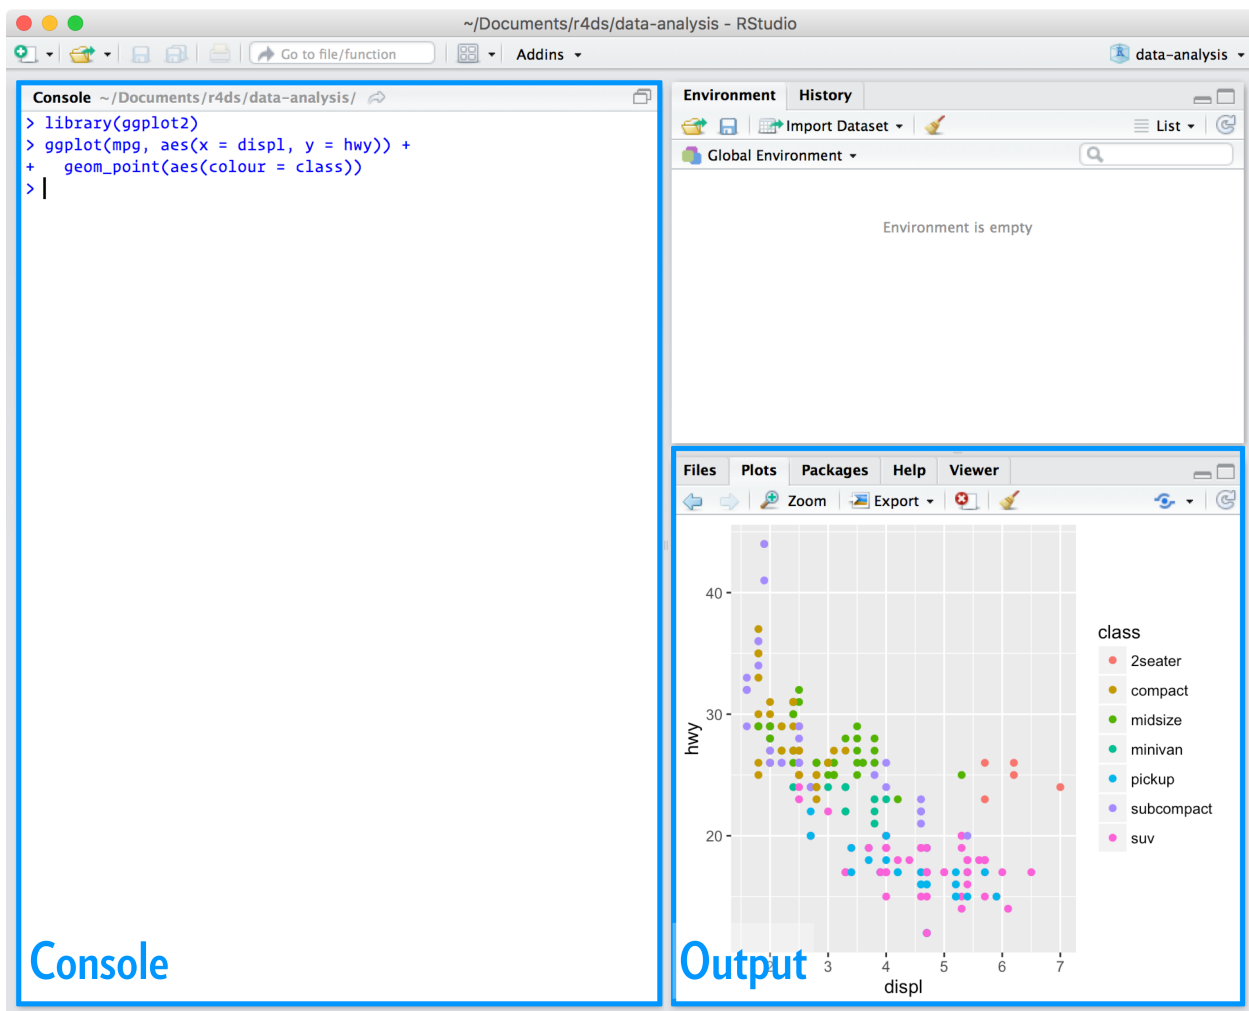 ~/Documents/r4ds/data-analysis - RStudio
Go to file/function
Addins
data-analysis
Console ~/Documents/r4ds/data-analysis/
> library(ggplot2)
> ggplot(mpg, aes(x = displ, y = hwy)) +
+   geom_point(aes(colour = class))
>
Console
Environment History
Import Dataset
List
Global Environment
Environment is empty
Files Plots Packages Help Viewer
Zoom Export
40
30
20
hwy
2 3 4 5 6 7
displ
class
2seater
compact
midsize
minivan
pickup
subcompact
suv
Output